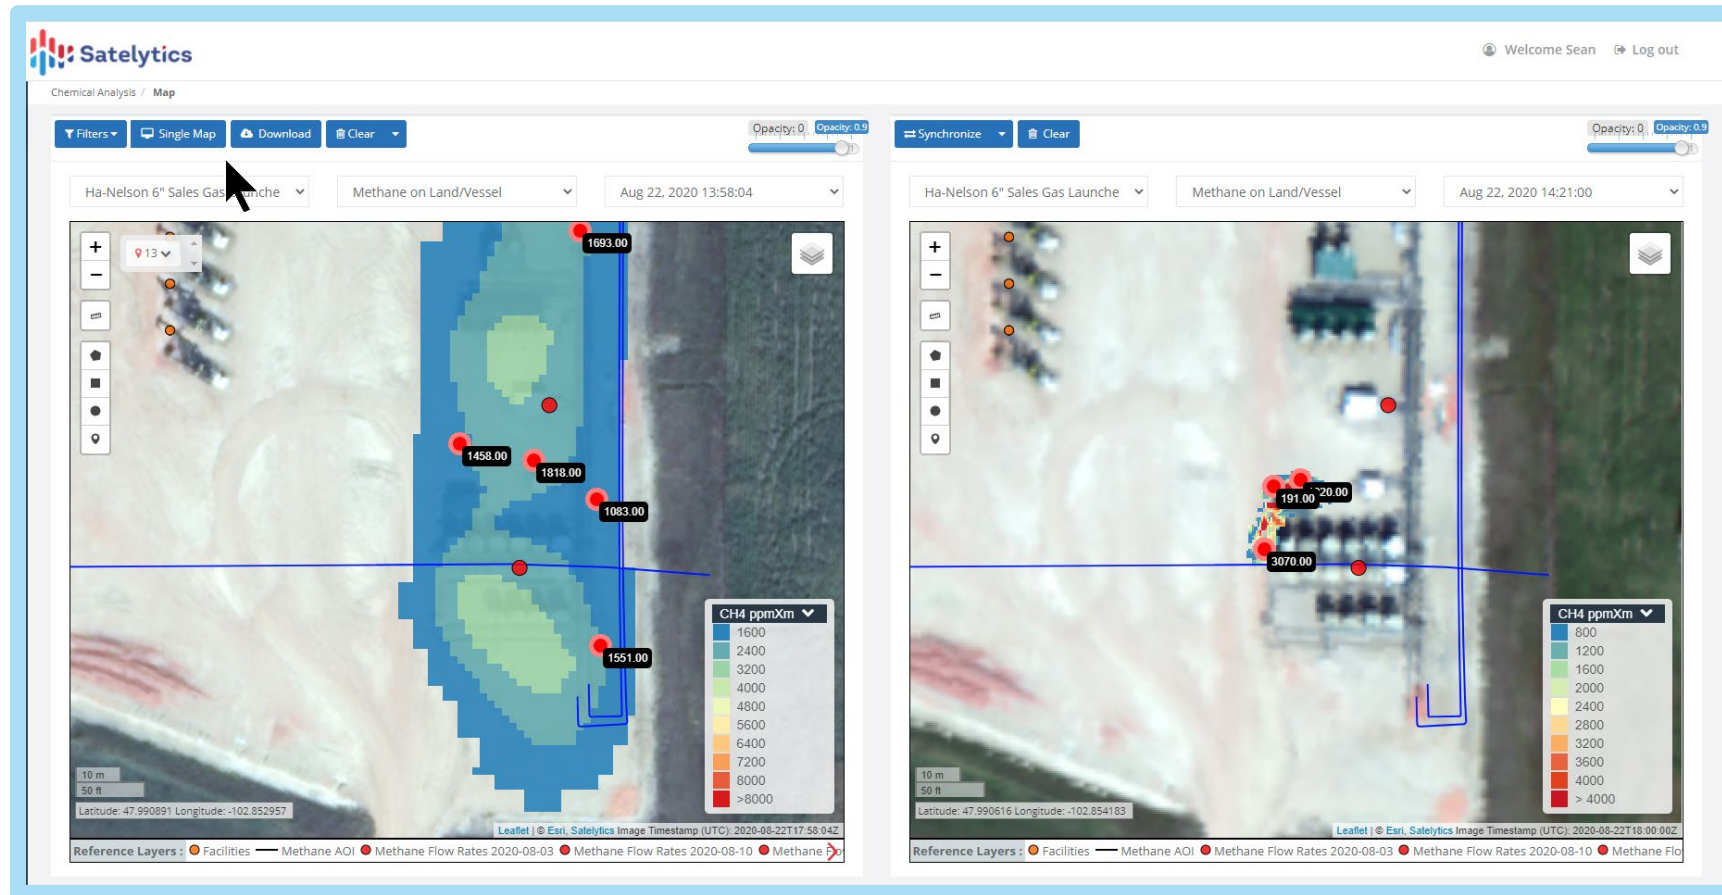 Satelytics
Welcome Sean Log out
Chemical Analysis / Map
Filters Single Map Download Clear
Opacity: 0 Opacity: 0.9
Synchronize Clear
Opacity: 0 Opacity: 0.9
Ha-Nelson 6" Sales Gas Launche
Methane on Land/Vessel
Aug 22, 2020 13:58:04
Ha-Nelson 6" Sales Gas Launche
Methane on Land/Vessel
Aug 22, 2020 14:21:00
+
−
13
1693.00
1458.00
1818.00
1083.00
1551.00
CH4 ppmXm
1600
2400
3200
4000
4800
5600
6400
7200
8000
>8000
10 m
50 ft
Latitude: 47.990891 Longitude: -102.852957
Leaflet | © Esri, Satelytics Image Timestamp (UTC): 2020-08-22T17:58:04Z
Reference Layers : Facilities Methane AOI Methane Flow Rates 2020-08-03 Methane Flow Rates 2020-08-10 Methane
+
−
191.00
20.00
3070.00
CH4 ppmXm
800
1200
1600
2000
2400
2800
3200
3600
4000
> 4000
10 m
50 ft
Latitude: 47.990616 Longitude: -102.854183
Leaflet | © Esri, Satelytics Image Timestamp (UTC): 2020-08-22T18:00:00Z
Reference Layers : Facilities Methane AOI Methane Flow Rates 2020-08-03 Methane Flow Rates 2020-08-10 Methane Flo